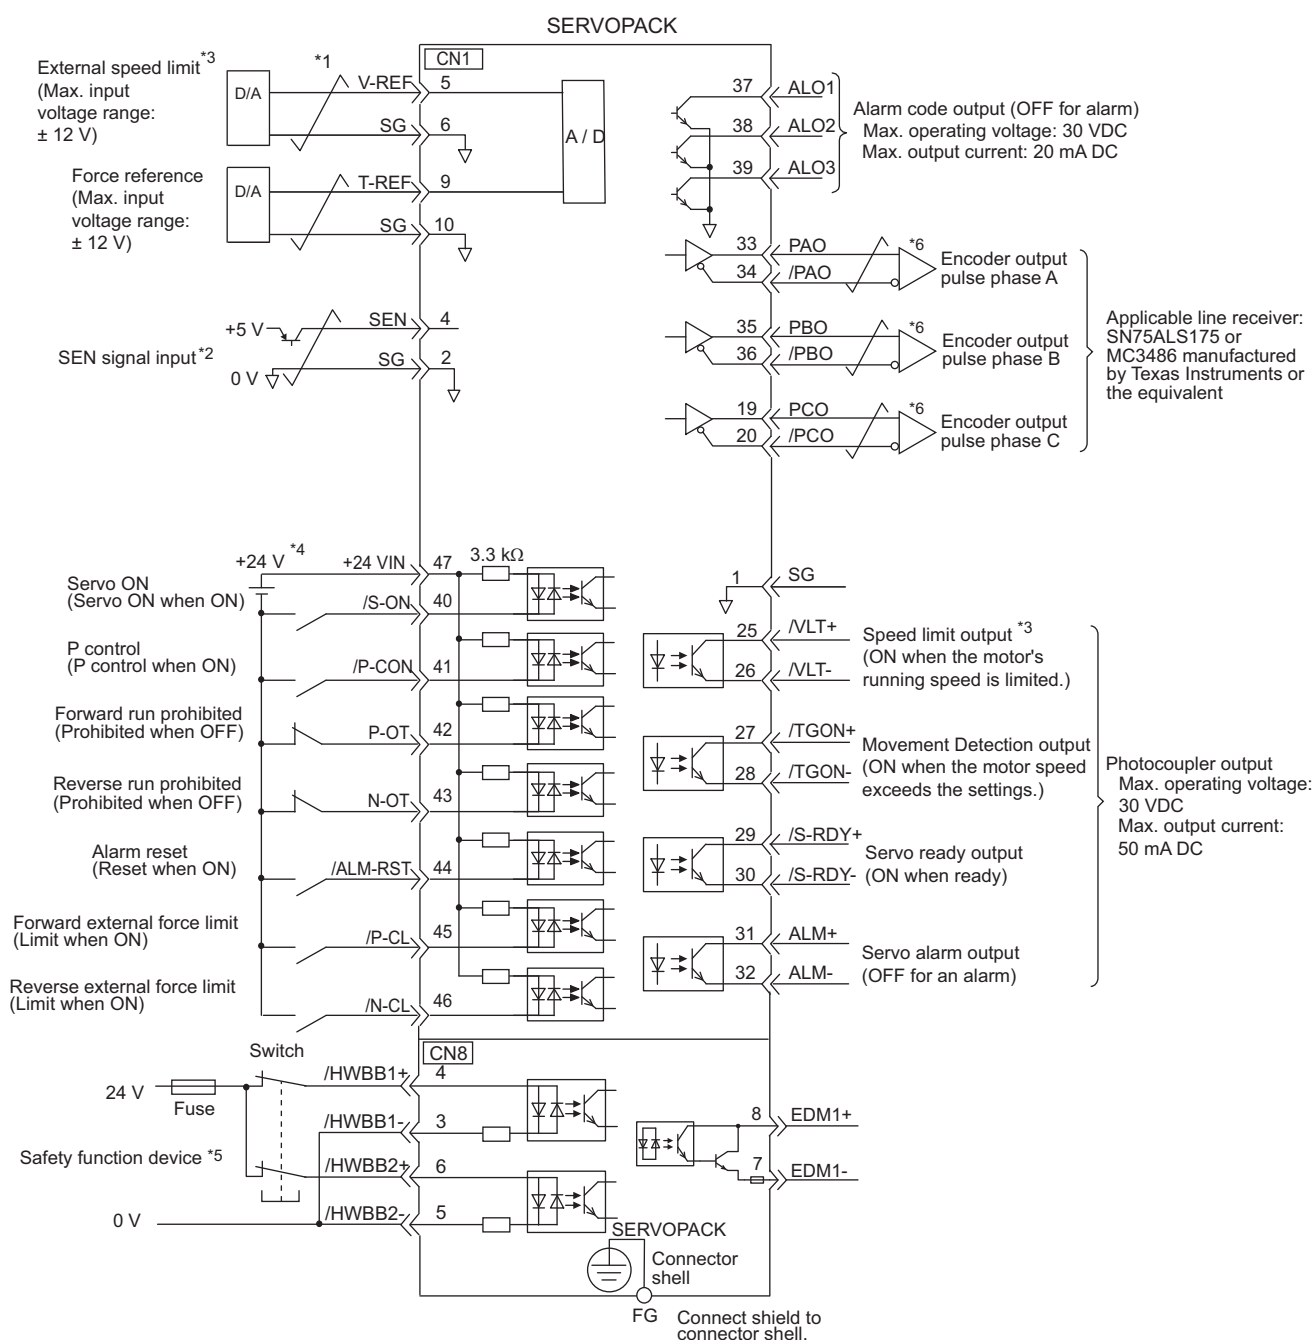 SERVOPACK
CN1
External speed limit*3
(Max. input
voltage range:
± 12 V)
D/A
*1
V-REF
5
SG
6
A / D
Force reference
(Max. input
voltage range:
± 12 V)
D/A
T-REF
9
SG
10
+5 V
SEN
4
SEN signal input*2
SG
2
0 V
37
ALO1
38
ALO2
39
ALO3
Alarm code output (OFF for alarm)
Max. operating voltage: 30 VDC
Max. output current: 20 mA DC
33
PAO
34
/PAO
*6
Encoder output
pulse phase A
35
PBO
36
/PBO
*6
Encoder output
pulse phase B
19
PCO
20
/PCO
*6
Encoder output
pulse phase C
Applicable line receiver:
SN75ALS175 or
MC3486 manufactured
by Texas Instruments or
the equivalent
+24 V *4
+24 VIN
47
3.3 kΩ
Servo ON
(Servo ON when ON)
/S-ON
40
P control
(P control when ON)
/P-CON
41
Forward run prohibited
(Prohibited when OFF)
P-OT
42
Reverse run prohibited
(Prohibited when OFF)
N-OT
43
Alarm reset
(Reset when ON)
/ALM-RST
44
Forward external force limit
(Limit when ON)
/P-CL
45
Reverse external force limit
(Limit when ON)
/N-CL
46
1
SG
25
/VLT+
26
/VLT-
Speed limit output *3
(ON when the motor's
running speed is limited.)
27
/TGON+
28
/TGON-
Movement Detection output
(ON when the motor speed
exceeds the settings.)
29
/S-RDY+
30
/S-RDY-
Servo ready output
(ON when ready)
31
ALM+
32
ALM-
Servo alarm output
(OFF for an alarm)
Photocoupler output
Max. operating voltage:
30 VDC
Max. output current:
50 mA DC
CN8
Switch
24 V
Fuse
/HWBB1+
4
/HWBB1-
3
Safety function device *5
/HWBB2+
6
0 V
/HWBB2-
5
8
EDM1+
7
EDM1-
SERVOPACK
Connector
shell
FG
Connect shield to
connector shell.